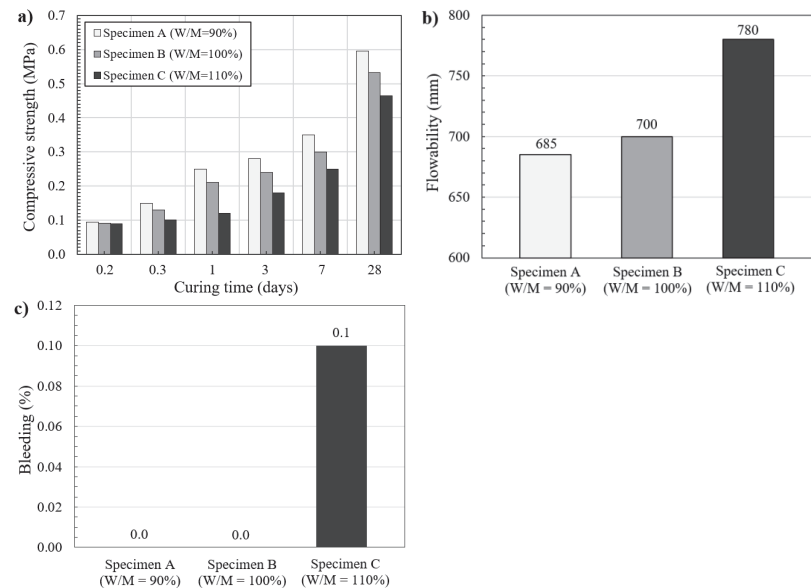 a)
Compressive strength (MPa)
0.7
0.6
0.5
0.4
0.3
0.2
0.1
0.0
Specimen A (W/M=90%)
Specimen B (W/M=100%)
Specimen C (W/M=110%)
0.2 0.3 1 3 7 28
Curing time (days)
b)
Flowability (mm)
800
750
700
650
600
685
700
780
Specimen A
(W/M = 90%)
Specimen B
(W/M = 100%)
Specimen C
(W/M = 110%)
c)
Bleeding (%)
0.12
0.10
0.08
0.06
0.04
0.02
0.00
0.0
0.0
0.1
Specimen A
(W/M = 90%)
Specimen B
(W/M = 100%)
Specimen C
(W/M = 110%)